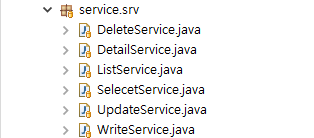 service.srv
DeleteService.java
DetailService.java
ListService.java
SelecetService.java
UpdateService.java
WriteService.java